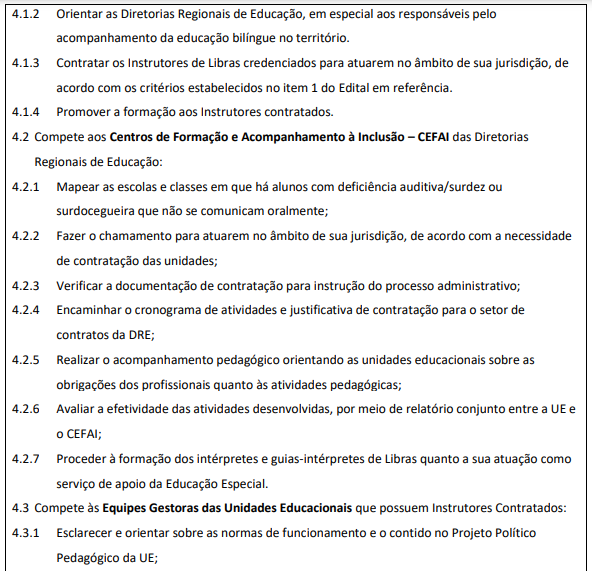 4.1.2 Orientar as Diretorias Regionais de Educação, em especial aos responsáveis pelo
acompanhamento da educação bilíngue no território.
4.1.3 Contratar os Instrutores de Libras credenciados para atuarem no âmbito de sua jurisdição, de
acordo com os critérios estabelecidos no item 1 do Edital em referência.
4.1.4 Promover a formação aos Instrutores contratados.
4.2 Compete aos Centros de Formação e Acompanhamento à Inclusão – CEFAI das Diretorias
Regionais de Educação:
4.2.1 Mapear as escolas e classes em que há alunos com deficiência auditiva/surdez ou
surdocegueira que não se comunicam oralmente;
4.2.2 Fazer o chamamento para atuarem no âmbito de sua jurisdição, de acordo com a necessidade
de contratação das unidades;
4.2.3 Verificar a documentação de contratação para instrução do processo administrativo;
4.2.4 Encaminhar o cronograma de atividades e justificativa de contratação para o setor de
contratos da DRE;
4.2.5 Realizar o acompanhamento pedagógico orientando as unidades educacionais sobre as
obrigações dos profissionais quanto às atividades pedagógicas;
4.2.6 Avaliar a efetividade das atividades desenvolvidas, por meio de relatório conjunto entre a UE e
o CEFAI;
4.2.7 Proceder à formação dos intérpretes e guias-intérpretes de Libras quanto a sua atuação como
serviço de apoio da Educação Especial.
4.3 Compete às Equipes Gestoras das Unidades Educacionais que possuem Instrutores Contratados:
4.3.1 Esclarecer e orientar sobre as normas de funcionamento e o contido no Projeto Político
Pedagógico da UE;